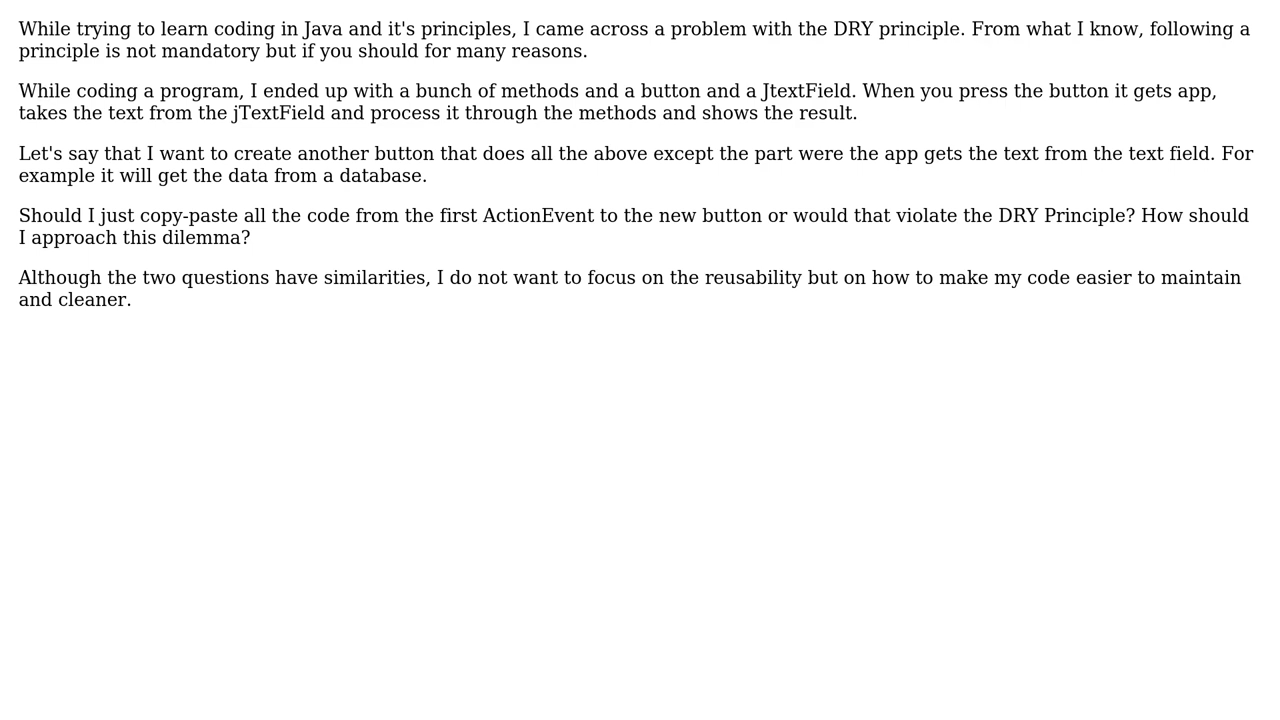 While trying to learn coding in Java and it's principles, I came across a problem with the DRY principle. From what I know, following a
principle is not mandatory but if you should for many reasons.
While coding a program, I ended up with a bunch of methods and a button and a JtextField. When you press the button it gets app,
takes the text from the jTextField and process it through the methods and shows the result.
Let's say that I want to create another button that does all the above except the part were the app gets the text from the text field. For
example it will get the data from a database.
Should I just copy-paste all the code from the first ActionEvent to the new button or would that violate the DRY Principle? How should
I approach this dilemma?
Although the two questions have similarities, I do not want to focus on the reusability but on how to make my code easier to maintain
and cleaner.